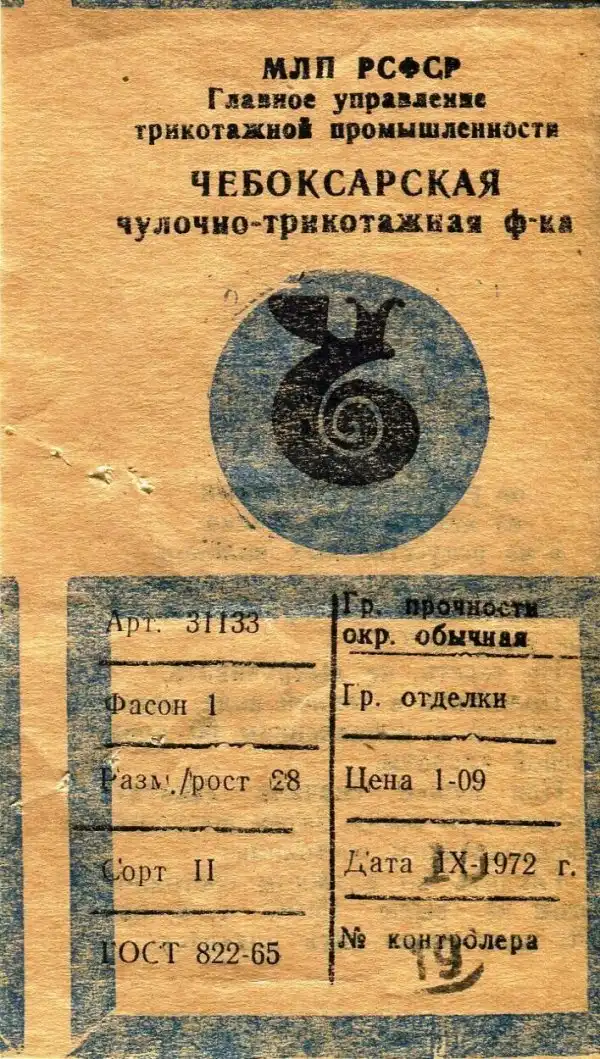 МЛП РСФСР
Главное управление
трикотажной промышленности
ЧЕБОКСАРСКАЯ
чулочно-трикотажная ф-ка
Арт. 31133
Фасон 1
Разм./рост 28
Сорт II
ГОСТ 822-65
Гр. прочности
окр. обычная
Гр. отделки
Цена 1-09
Дата IX-1972 г.
№ контролера
19